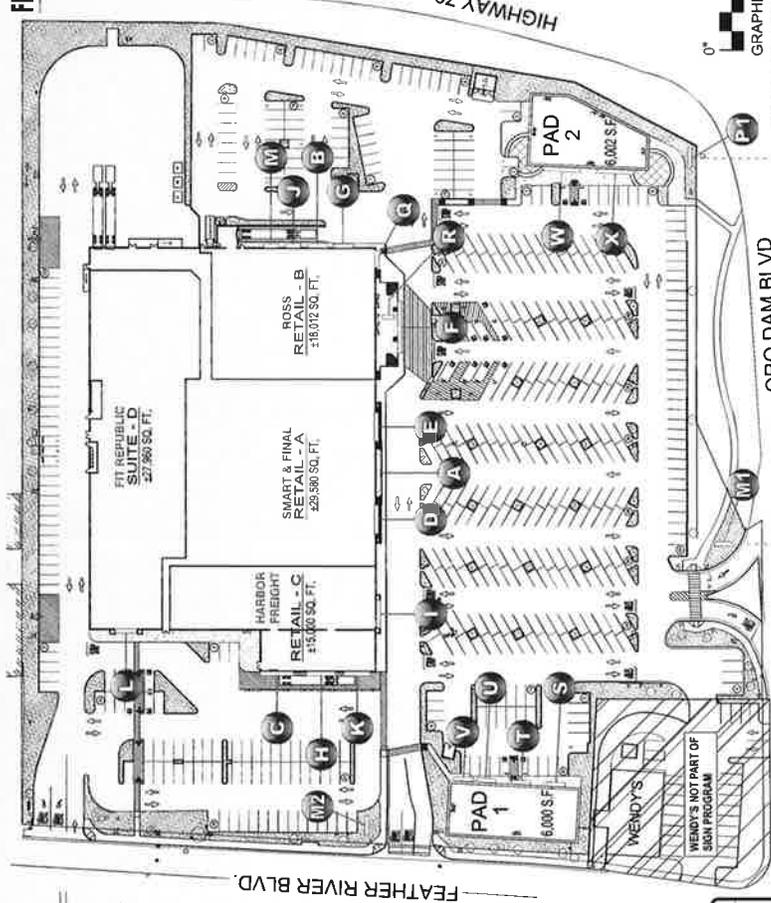 HIGHWAY 70
0"
GRAPHI
FIT REPUBLIC
SUITE - D
±27,960 SQ. FT.
ROSS
RETAIL - B
±18,012 SQ. FT.
SMART & FINAL
RETAIL - A
±29,580 SQ. FT.
HARBOR
FREIGHT
RETAIL - C
±15,000 SQ. FT.
PAD
2
6,002 S.F.
PAD
1
6,000 S.F.
WENDY'S
WENDY'S NOT PART OF
SIGN PROGRAM
M
J
B
G
Q
R
F
E
A
D
I
L
C
H
K
M2
V
U
T
S
W
X
P1
M1
ORO DAM BLVD
FEATHER RIVER BLVD.